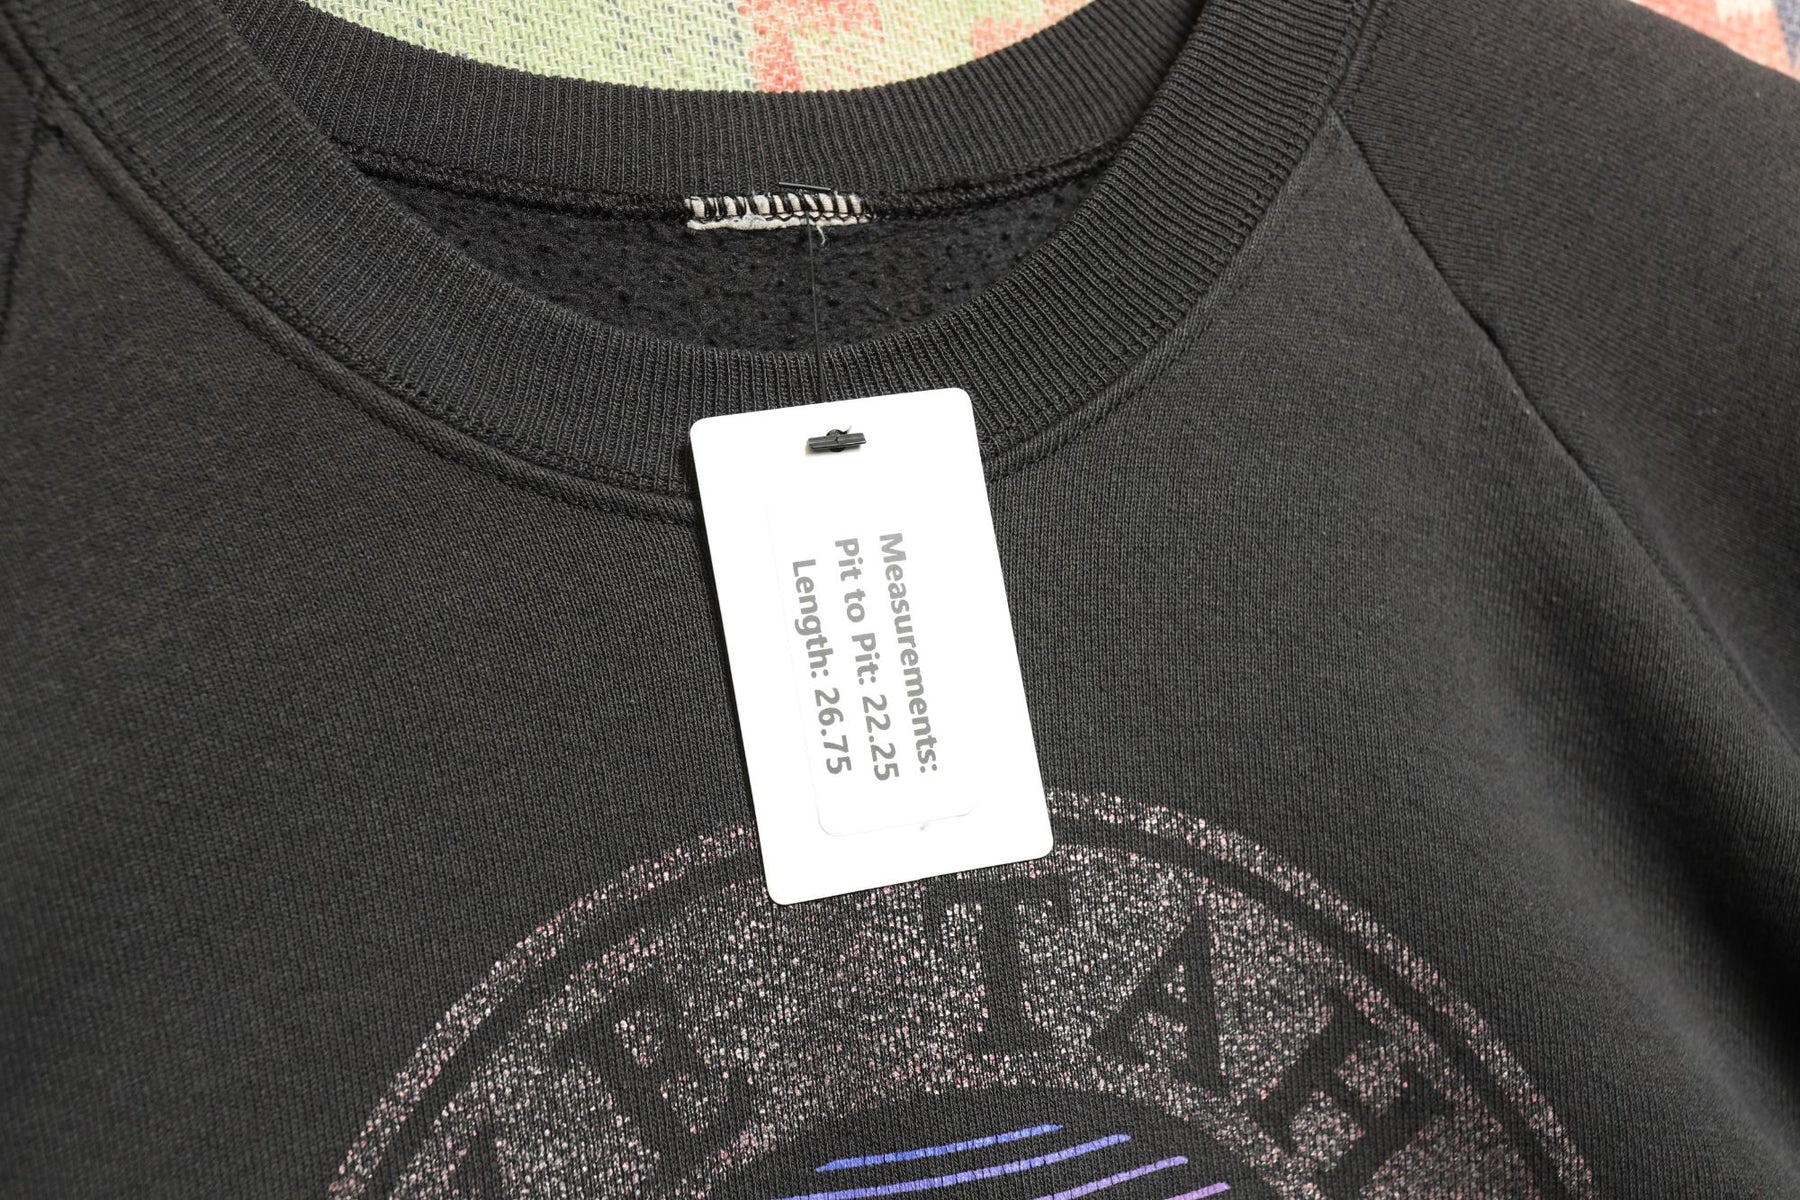 Measurements:
Pit to Pit: 22.25
Length: 26.75